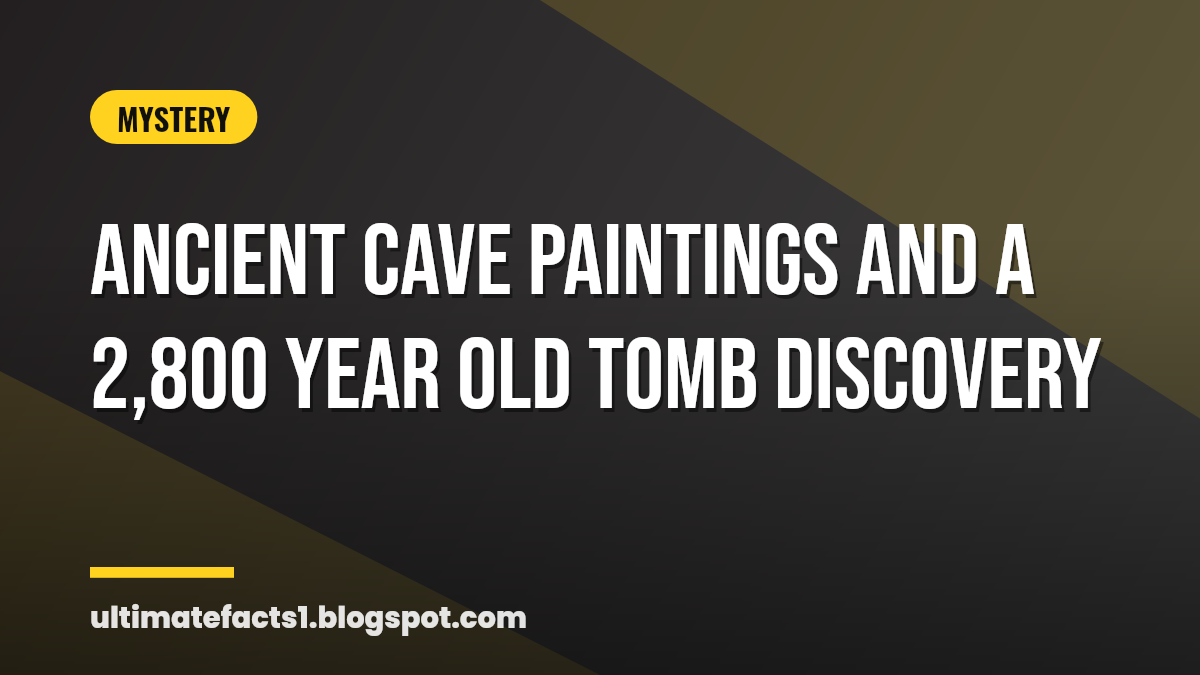 MYSTERY
ANCIENT CAVE PAINTINGS AND A
2,800 YEAR OLD TOMB DISCOVERY
ultimatefacts1.blogspot.com